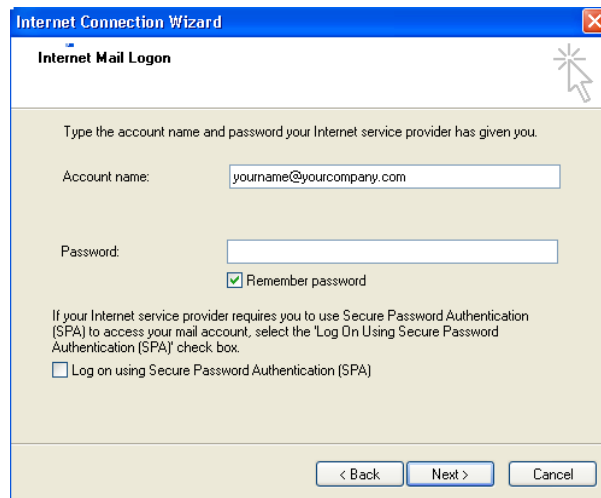 Internet Connection Wizard
Internet Mail Logon
Type the account name and password your Internet service provider has given you.
Account name:
yourname@yourcompany.com
Password:
Remember password
If your Internet service provider requires you to use Secure Password Authentication
(SPA) to access your mail account, select the 'Log On Using Secure Password
Authentication (SPA)' check box.
Log on using Secure Password Authentication (SPA)
< Back
Next >
Cancel